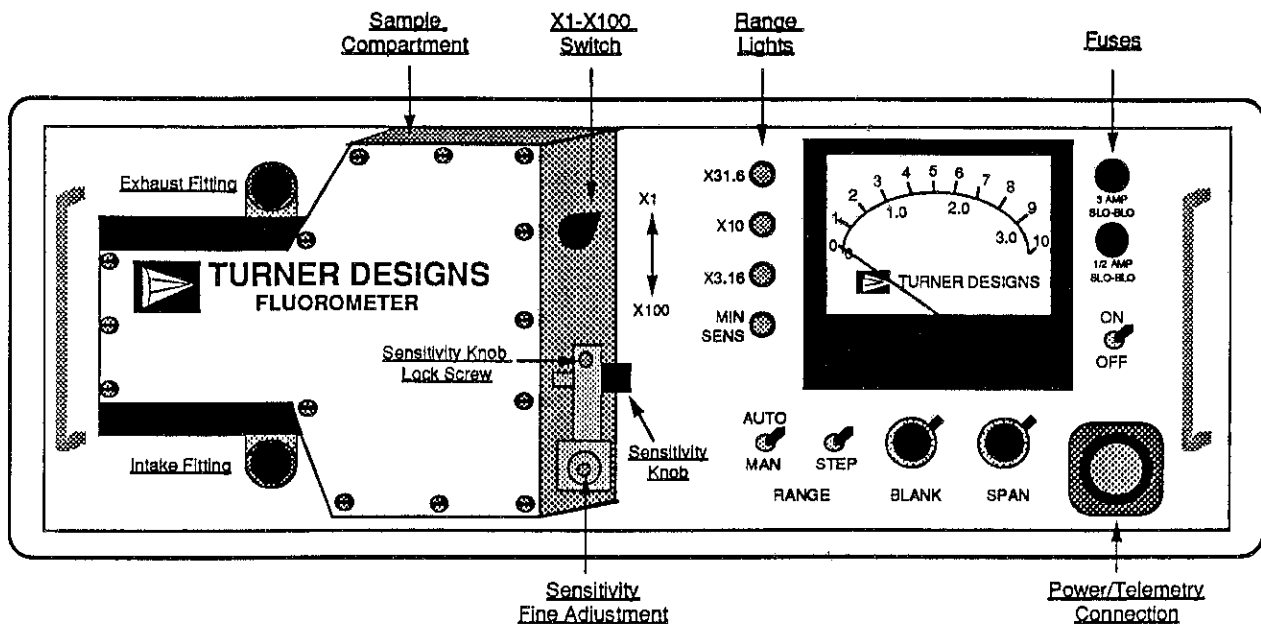 Sample
Compartment
X1-X100
Switch
Range
Lights
Fuses
Exhaust Fitting
TURNER DESIGNS
FLUOROMETER
Sensitivity Knob
Lock Screw
Intake Fitting
Sensitivity
Knob
X1
X100
X31.6
X10
X3.16
MIN
SENS
0 1 2 3 4 5 6 7 8 9 10
0 1.0 2.0 3.0
TURNER DESIGNS
3 AMP
SLO-BLO
1/2 AMP
SLO-BLO
ON
OFF
AUTO
MAN
STEP
RANGE
BLANK
SPAN
Sensitivity
Fine Adjustment
Power/Telemetry
Connection